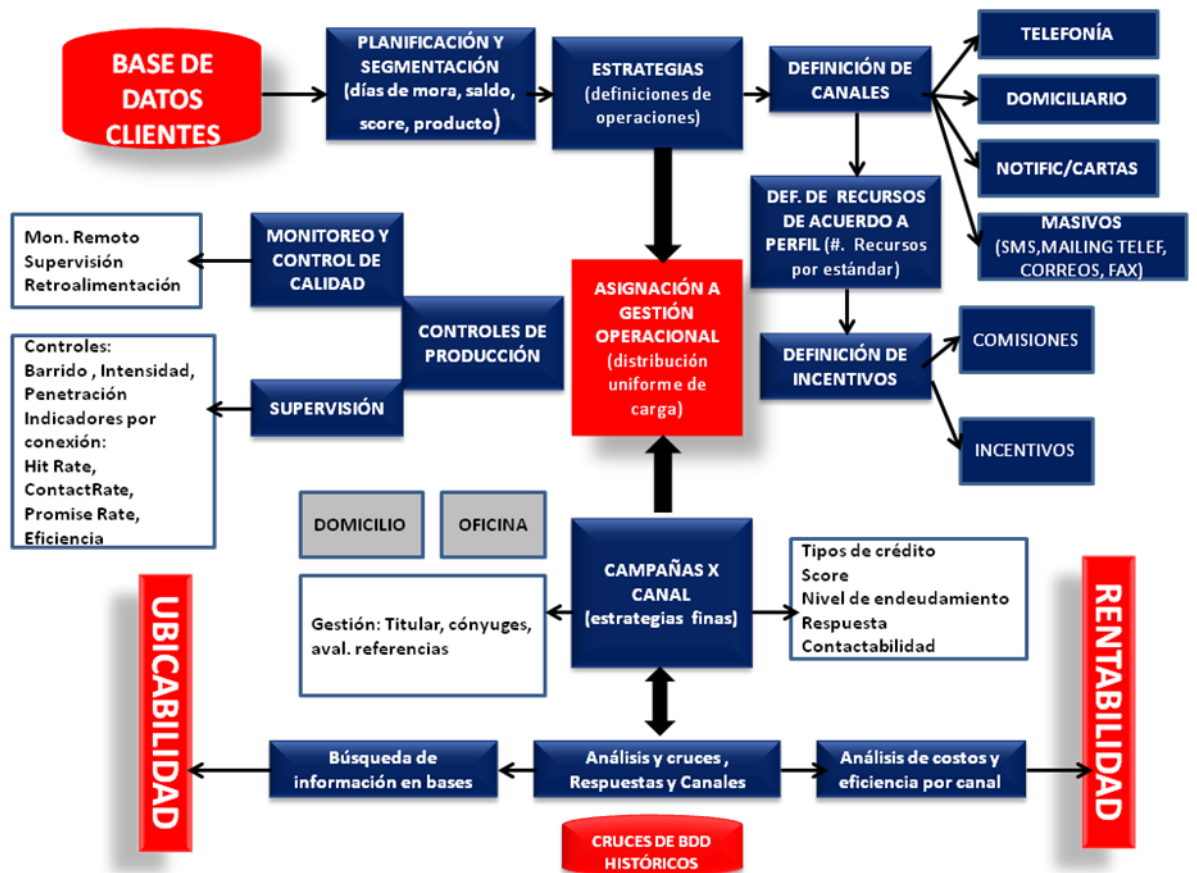 BASE DE
DATOS
CLIENTES
PLANIFICACIÓN Y
SEGMENTACIÓN
(días de mora, saldo,
score, producto)
ESTRATEGIAS
(definiciones de
operaciones)
DEFINICIÓN DE
CANALES
TELEFONÍA
DOMICILIARIO
NOTIFIC/CARTAS
MASIVOS
(SMS,MAILING TELEF,
CORREOS, FAX)
DEF. DE RECURSOS
DE ACUERDO A
PERFIL (#. Recursos
por estándar)
DEFINICIÓN DE
INCENTIVOS
COMISIONES
INCENTIVOS
Mon. Remoto
Supervisión
Retroalimentación
MONITOREO Y
CONTROL DE
CALIDAD
CONTROLES DE
PRODUCCIÓN
SUPERVISIÓN
Controles:
Barrido , Intensidad,
Penetración
Indicadores por
conexión:
Hit Rate,
ContactRate,
Promise Rate,
Eficiencia
ASIGNACIÓN A
GESTIÓN
OPERACIONAL
(distribución
uniforme de
carga)
DOMICILIO
OFICINA
Gestión: Titular, cónyuges,
aval. referencias
CAMPAÑAS X
CANAL
(estrategias finas)
Tipos de crédito
Score
Nivel de endeudamiento
Respuesta
Contactabilidad
UBICABILIDAD
Búsqueda de
información en bases
Análisis y cruces ,
Respuestas y Canales
Análisis de costos y
eficiencia por canal
RENTABILIDAD
CRUCES DE BDD
HISTÓRICOS